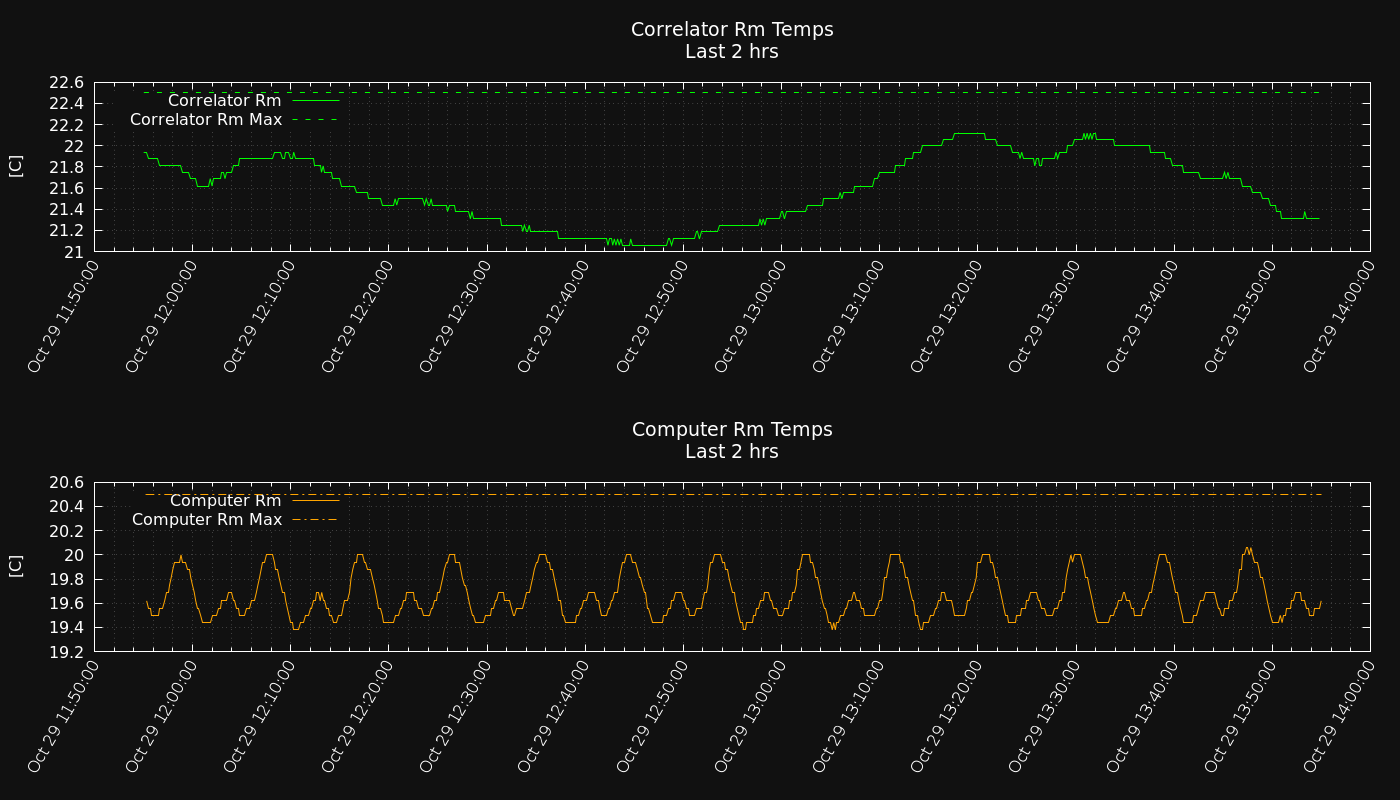 Correlator Rm Temps
Last 2 hrs
22.6
22.4
22.2
22
21.8
21.6
21.4
21.2
21
[C]
Correlator Rm
Correlator Rm Max
Oct 29 11:50:00
Oct 29 12:00:00
Oct 29 12:10:00
Oct 29 12:20:00
Oct 29 12:30:00
Oct 29 12:40:00
Oct 29 12:50:00
Oct 29 13:00:00
Oct 29 13:10:00
Oct 29 13:20:00
Oct 29 13:30:00
Oct 29 13:40:00
Oct 29 13:50:00
Oct 29 14:00:00
Computer Rm Temps
Last 2 hrs
20.6
20.4
20.2
20
19.8
19.6
19.4
19.2
[C]
Computer Rm
Computer Rm Max
Oct 29 11:50:00
Oct 29 12:00:00
Oct 29 12:10:00
Oct 29 12:20:00
Oct 29 12:30:00
Oct 29 12:40:00
Oct 29 12:50:00
Oct 29 13:00:00
Oct 29 13:10:00
Oct 29 13:20:00
Oct 29 13:30:00
Oct 29 13:40:00
Oct 29 13:50:00
Oct 29 14:00:00